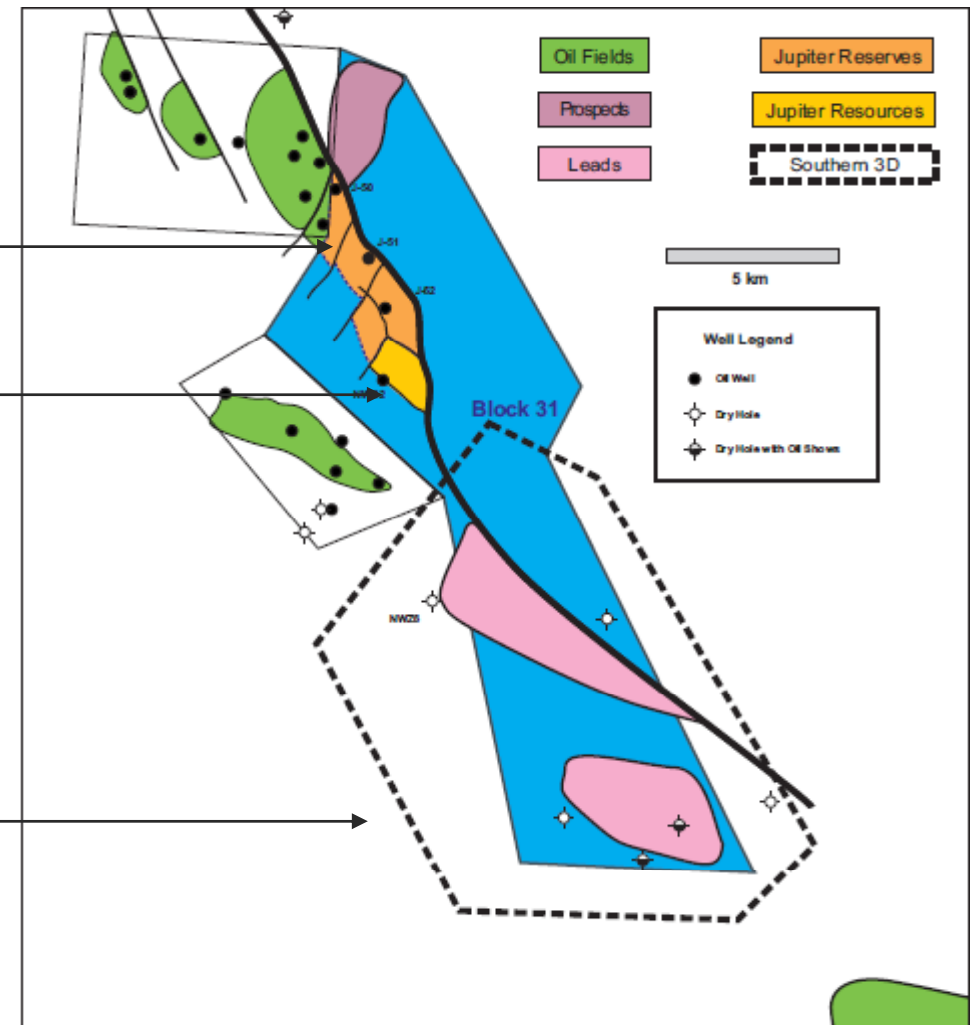 Oil Fields
Jupiter Reserves
Prospects
Jupiter Resources
Leads
Southern 3D
J-50
J-51
J-52
5 km
Well Legend
Oil Well
Dry Hole
Dry Hole with Oil Shows
Block 31